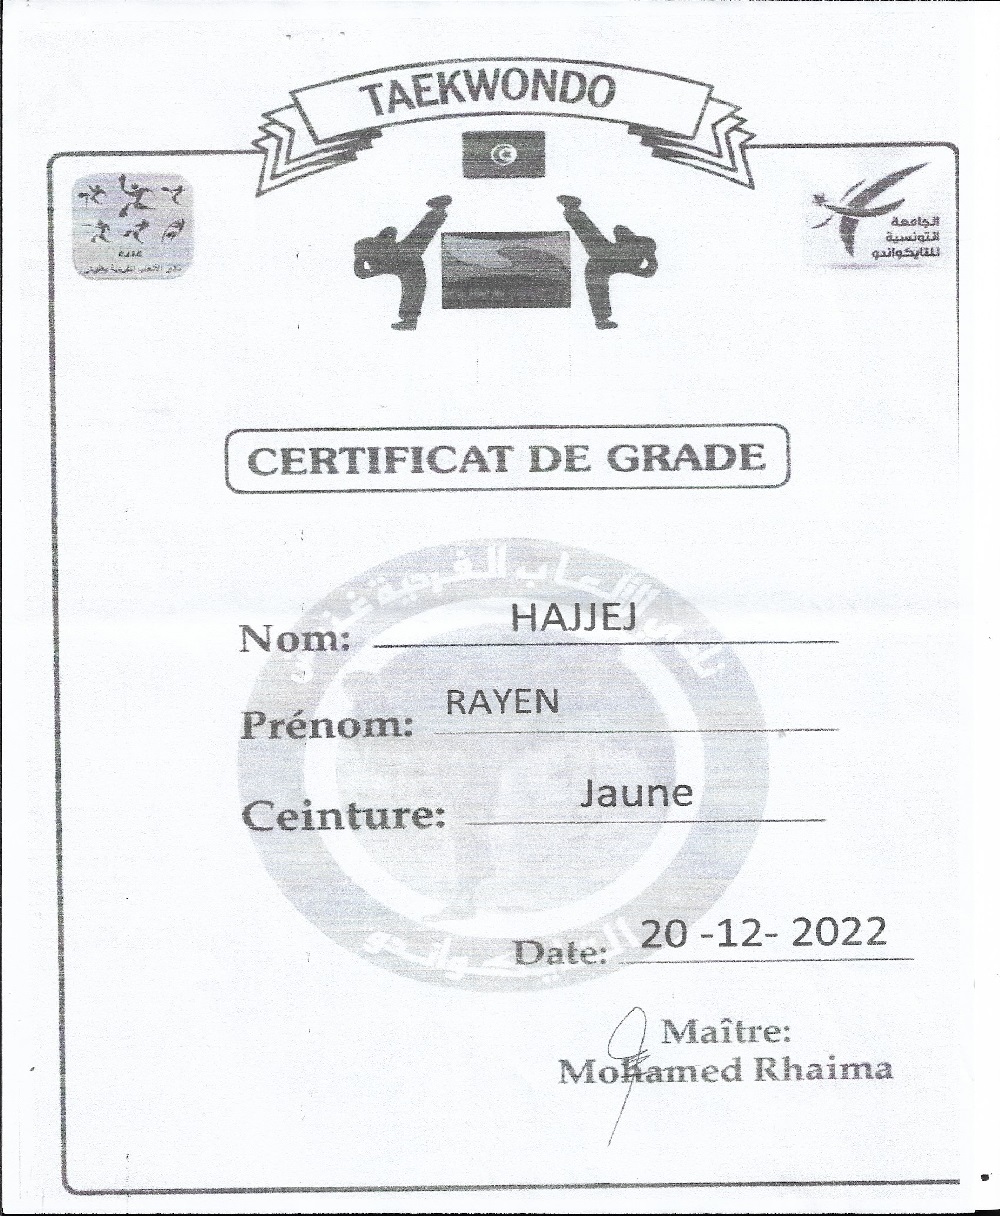 TAEKWONDO
الجامعة
التونسية
للتايكواندو
CERTIFICAT DE GRADE
Nom: HAJJEJ
Prénom: RAYEN
Ceinture: Jaune
Date: 20 -12- 2022
Maître:
Mohamed Rhaima